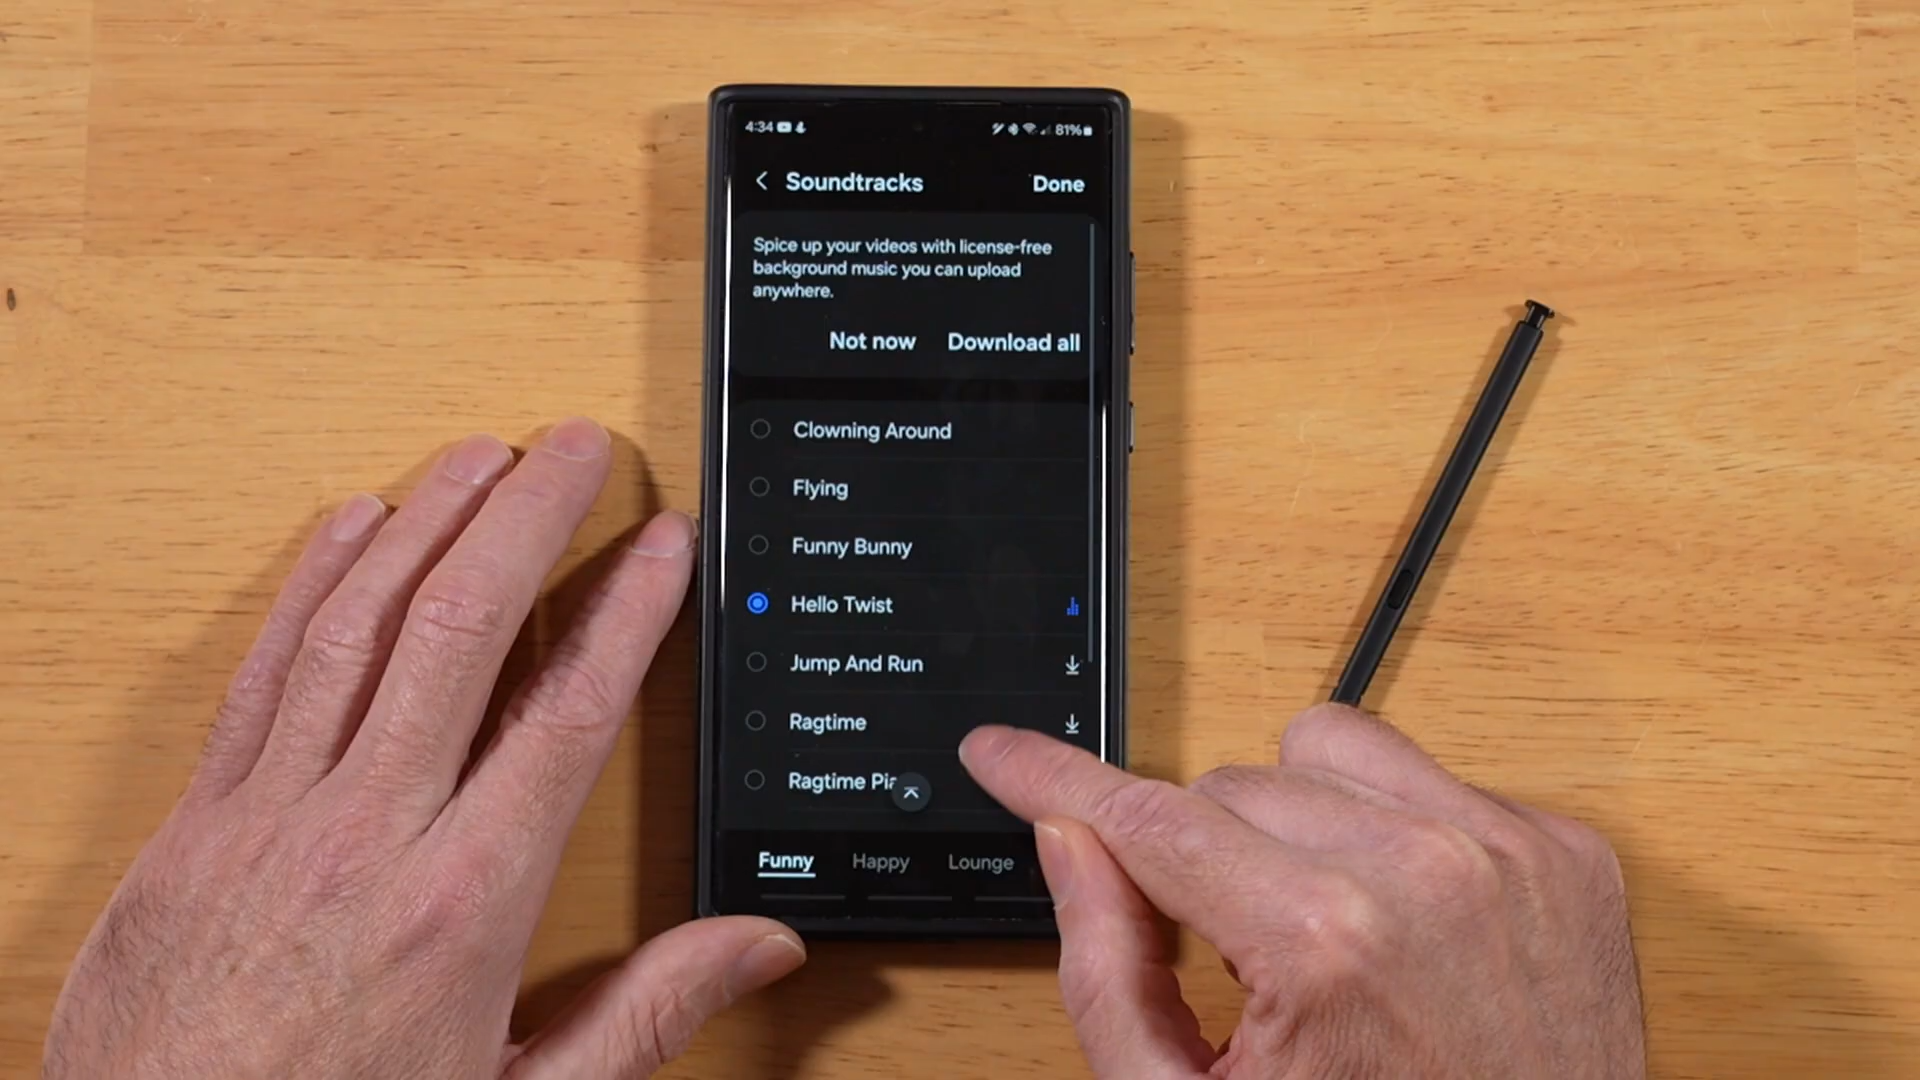 4:34 81%
Soundtracks Done
Spice up your videos with license-free
background music you can upload
anywhere.
Not now Download all
Clowning Around
Flying
Funny Bunny
Hello Twist
Jump And Run
Ragtime
Ragtime
Funny Happy Lounge